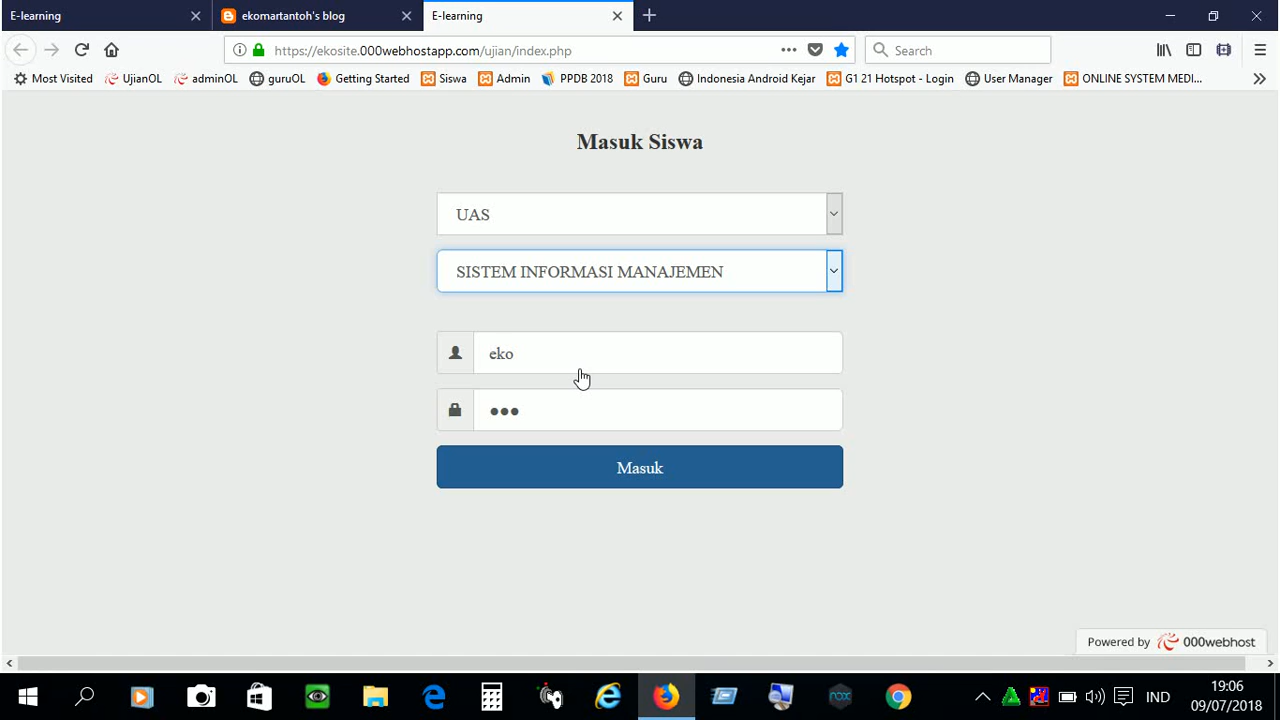 E-learning
ekomartantoh's blog
E-learning
https://ekosite.000webhostapp.com/ujian/index.php
Search
Most Visited UjianOL adminOL guruOL Getting Started Siswa Admin PPDB 2018 Guru Indonesia Android Kejar G1 21 Hotspot - Login User Manager ONLINE SYSTEM MEDI...
Masuk Siswa
UAS
SISTEM INFORMASI MANAJEMEN
eko
●●●
Masuk
Powered by 000webhost
nox
IND
19:06
09/07/2018